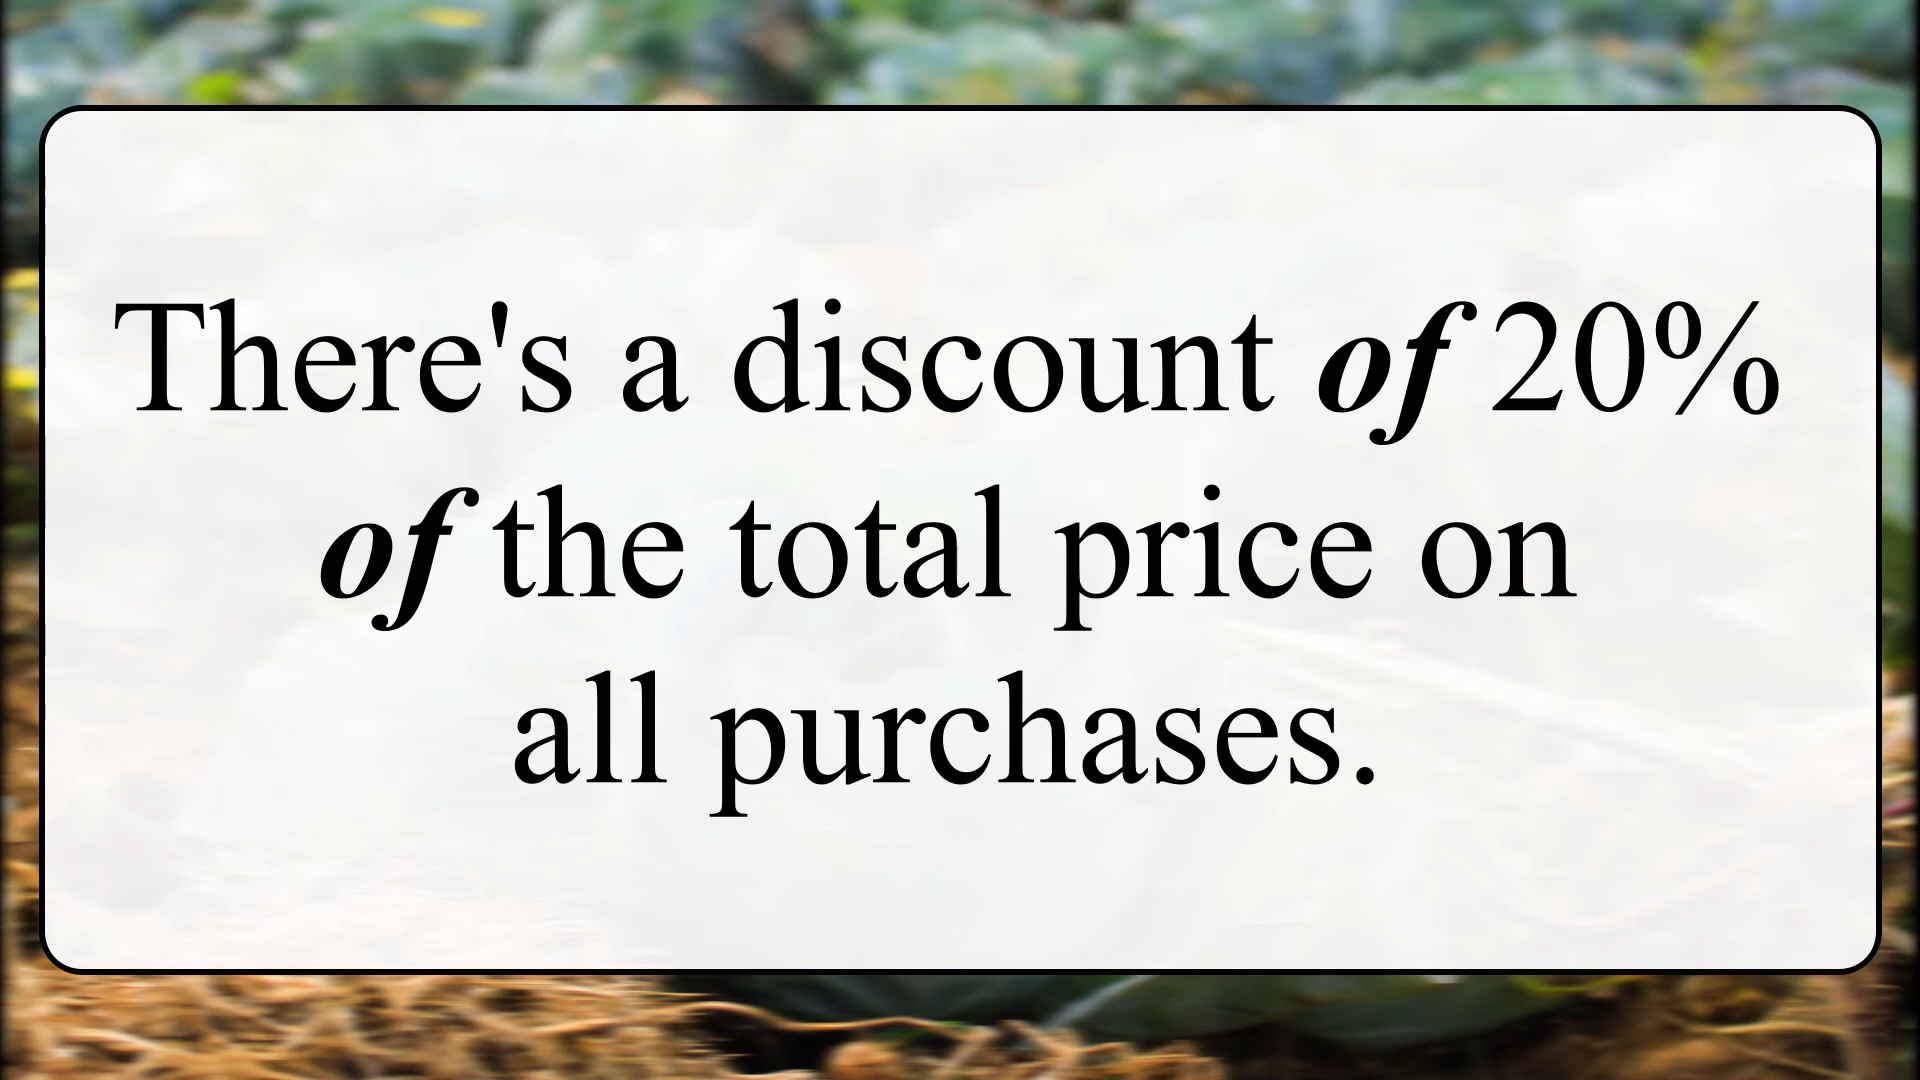 There's a discount of 20%
of the total price on
all purchases.